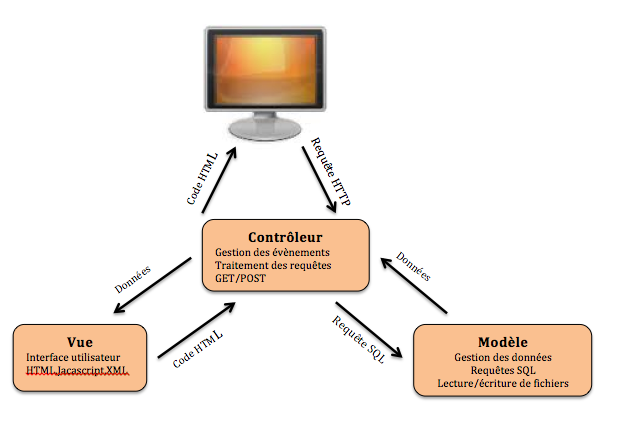 Code HTML
Requête HTTP
Contrôleur
Gestion des évènements
Traitement des requêtes
GET/POST
Données
Données
Code HTML
Requête SQL
Vue
Interface utilisateur
HTML,Jacascript,XML
Modèle
Gestion des données
Requêtes SQL
Lecture/écriture de fichiers